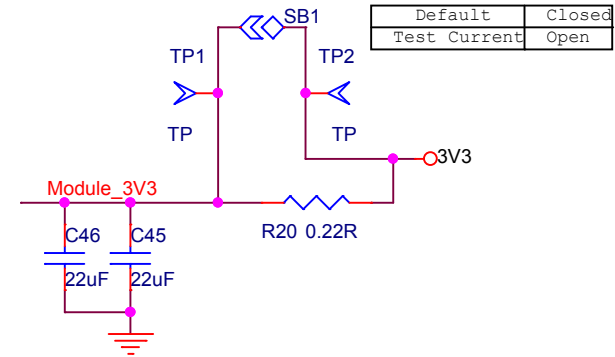 SB1
Default Closed
Test Current Open
TP1
TP2
TP
TP
3V3
Module_3V3
C46
C45
R20 0.22R
22uF
22uF